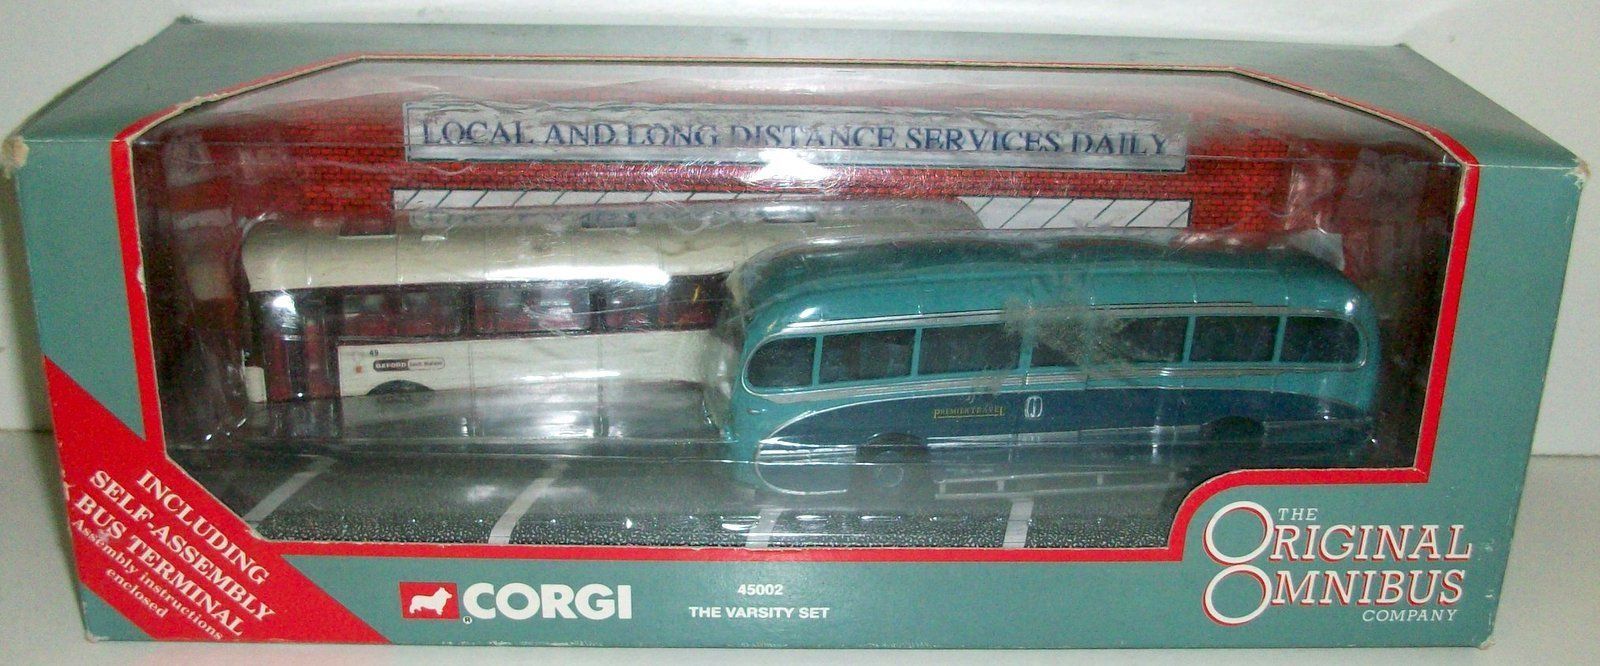 LOCAL AND LONG DISTANCE SERVICES DAILY
49
OXFORD
PREMIER TRAVEL
INCLUDING
SELF-ASSEMBLY
BUS TERMINAL
Assembly Instructions
enclosed
CORGI
®
45002
THE VARSITY SET
THE
ORIGINAL
OMNIBUS
COMPANY